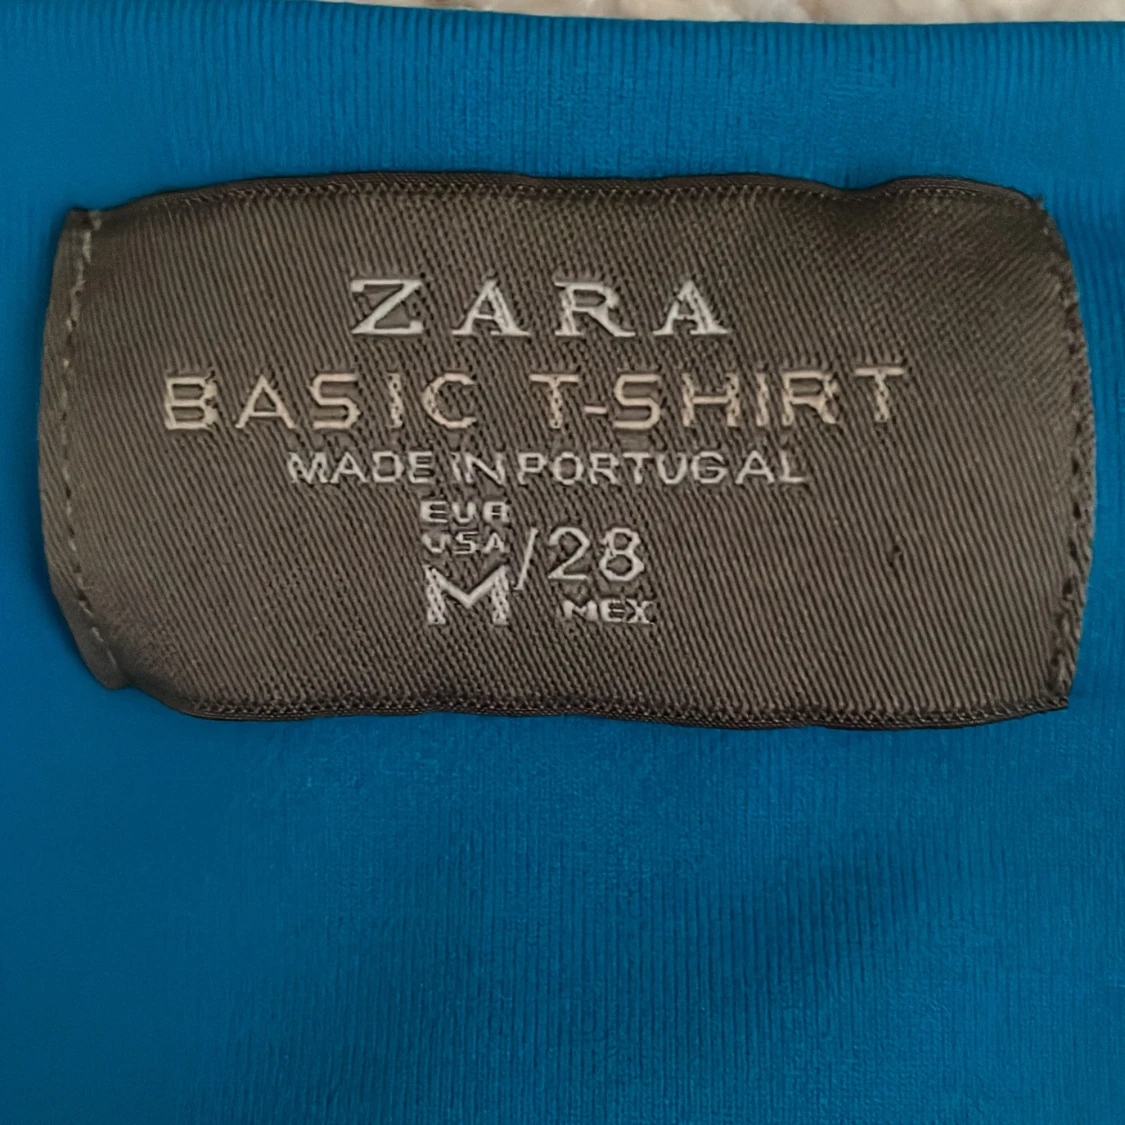 ZARA
BASIC T-SHIRT
MADE IN PORTUGAL
EUR
USA
M/28
MEX